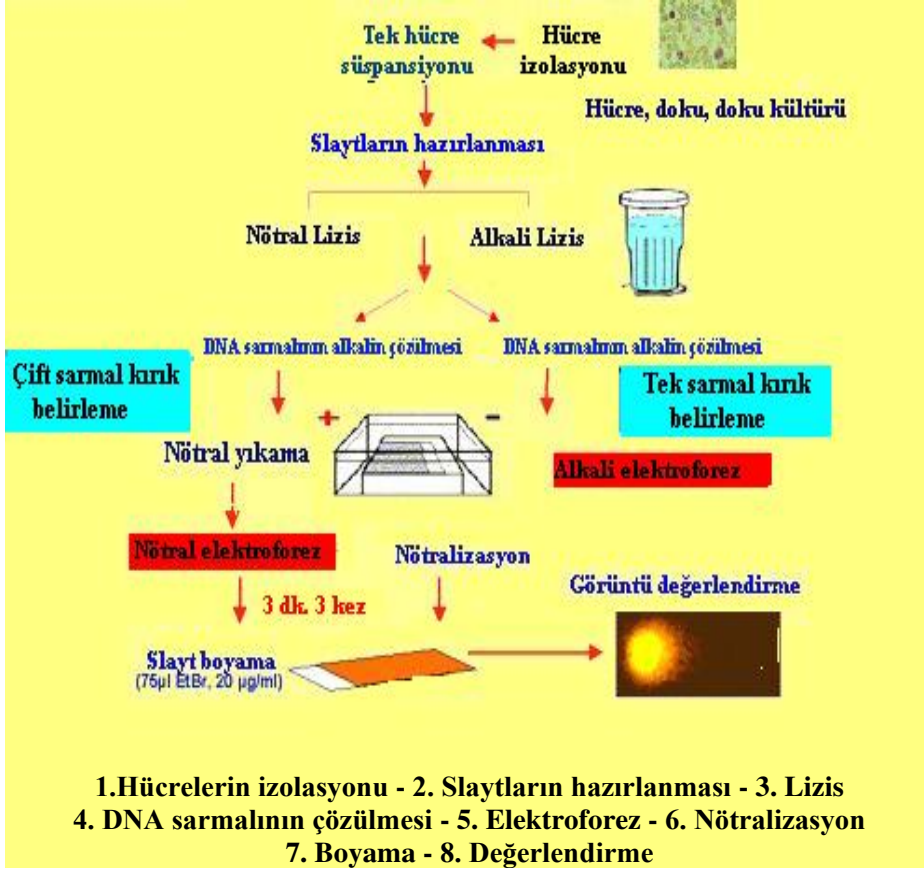 Tek hücre
süspansiyonu
Hücre
izolasyonu
Hücre, doku, doku kültürü
Slaytların hazırlanması
Nötral Lizis
Alkali Lizis
DNA sarmalının alkalin çözülmesi
DNA sarmalının alkalin çözülmesi
Çift sarmal kırık
belirleme
Tek sarmal kırık
belirleme
+
-
Nötral yıkama
Alkali elektroforez
Nötral elektroforez
Nötralizasyon
3 dk. 3 kez
Görüntü değerlendirme
Slayt boyama
(75µl EtBr, 20 µg/ml)
1.Hücrelerin izolasyonu - 2. Slaytların hazırlanması - 3. Lizis
4. DNA sarmalının çözülmesi - 5. Elektroforez - 6. Nötralizasyon
7. Boyama - 8. Değerlendirme